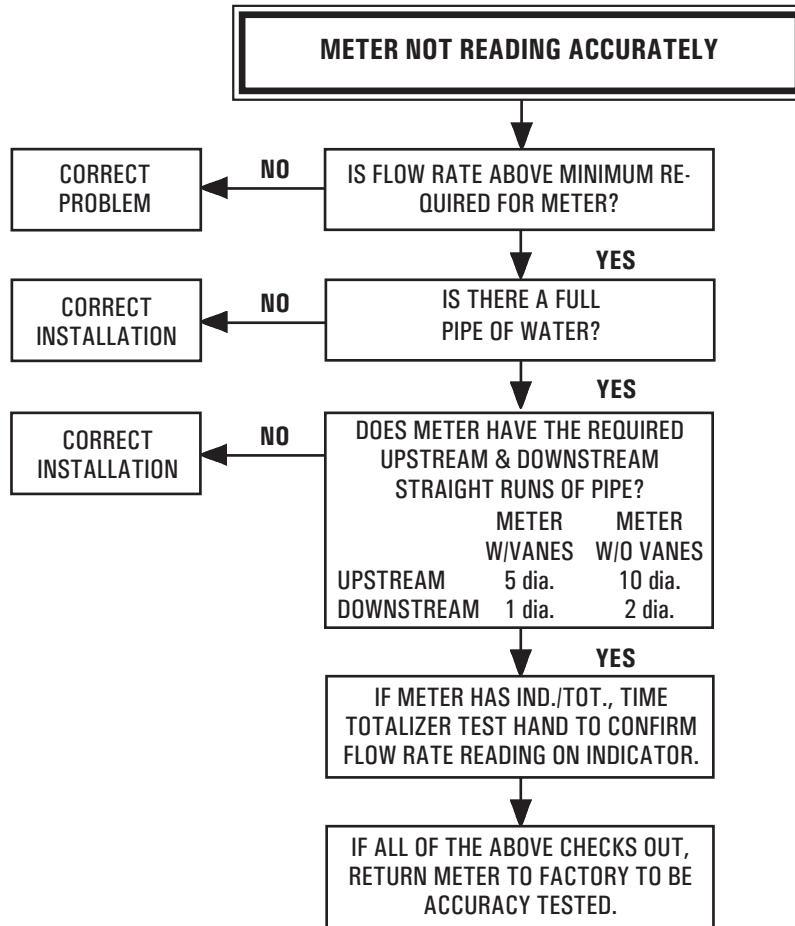 METER NOT READING ACCURATELY
CORRECT
PROBLEM
NO
IS FLOW RATE ABOVE MINIMUM RE-
QUIRED FOR METER?
YES
CORRECT
INSTALLATION
NO
IS THERE A FULL
PIPE OF WATER?
YES
CORRECT
INSTALLATION
NO
DOES METER HAVE THE REQUIRED
UPSTREAM & DOWNSTREAM
STRAIGHT RUNS OF PIPE?
METER METER
W/VANES W/O VANES
UPSTREAM 5 dia. 10 dia.
DOWNSTREAM 1 dia. 2 dia.
YES
IF METER HAS IND./TOT., TIME
TOTALIZER TEST HAND TO CONFIRM
FLOW RATE READING ON INDICATOR.
IF ALL OF THE ABOVE CHECKS OUT,
RETURN METER TO FACTORY TO BE
ACCURACY TESTED.